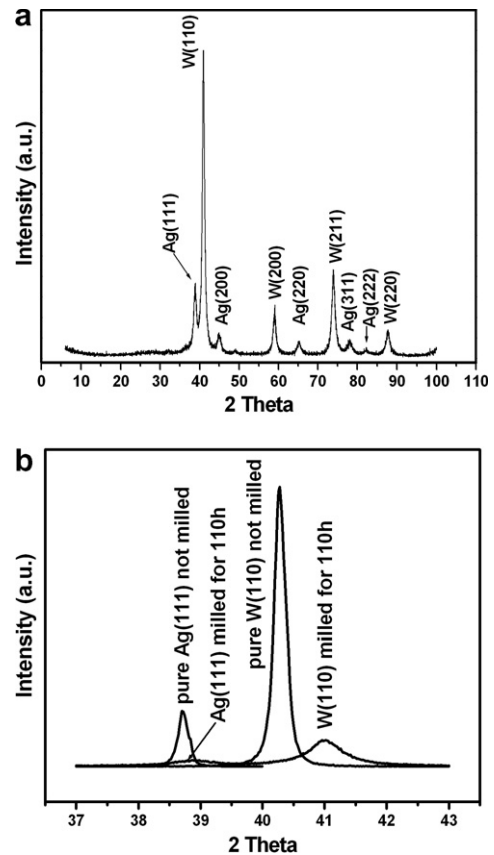 a
W(110)
Ag(111)
Ag(200)
W(200)
Ag(220)
W(211)
Ag(311)
Ag(222)
W(220)
Intensity (a.u.)
0 10 20 30 40 50 60 70 80 90 100 110
2 Theta
b
pure Ag(111) not milled
Ag(111) milled for 110h
pure W(110) not milled
W(110) milled for 110h
Intensity (a.u.)
37 38 39 40 41 42 43
2 Theta